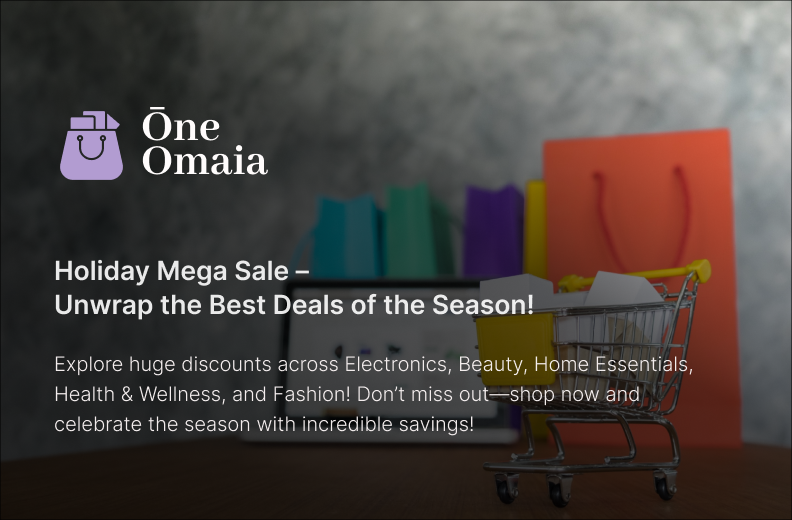 Ōne
Omaia
Holiday Mega Sale –
Unwrap the Best Deals of the Season!
Explore huge discounts across Electronics, Beauty, Home Essentials,
Health & Wellness, and Fashion! Don’t miss out—shop now and
celebrate the season with incredible savings!